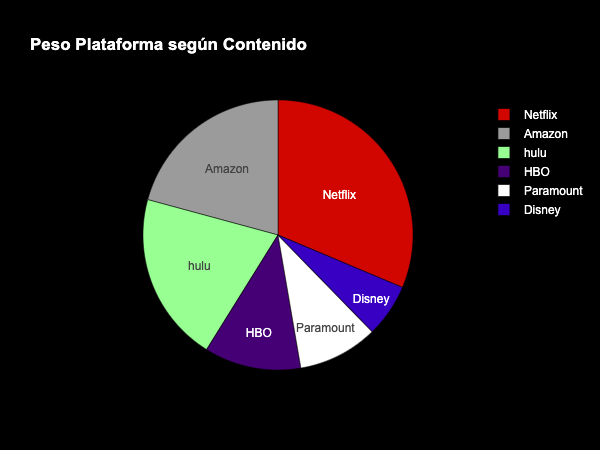 Peso Plataforma según Contenido
Netflix
Amazon
hulu
HBO
Paramount
Disney
Amazon
Netflix
hulu
Disney
Paramount
HBO